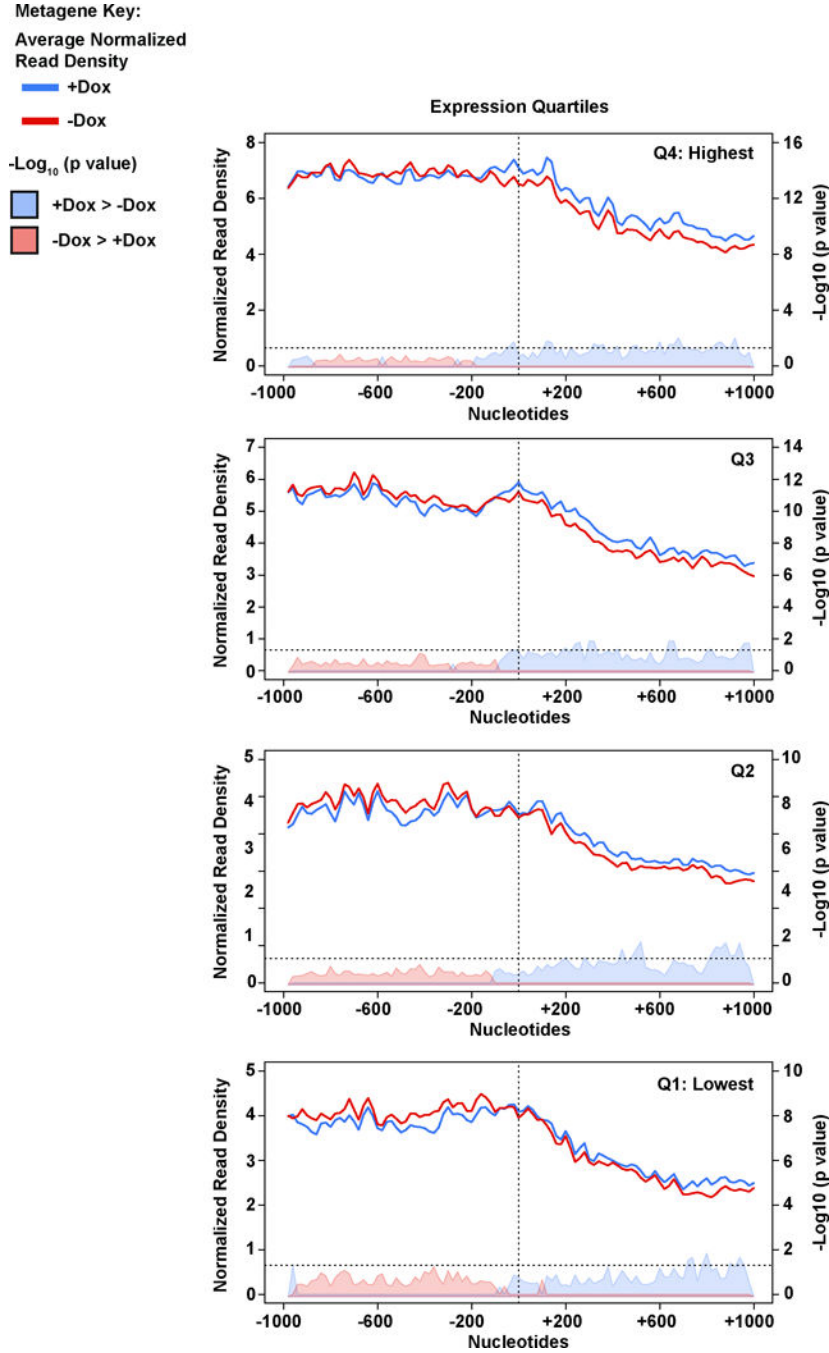 Metagene Key:
Average Normalized
Read Density
+Dox
-Dox
-Log10 (p value)
+Dox > -Dox
-Dox > +Dox
Expression Quartiles
Q4: Highest
Normalized Read Density
8
6
4
2
0
16
12
8
4
0
-Log10 (p value)
-1000 -600 -200 +200 +600 +1000
Nucleotides
Q3
Normalized Read Density
7
6
5
4
3
2
1
0
14
12
10
8
6
4
2
0
-Log10 (p value)
-1000 -600 -200 +200 +600 +1000
Nucleotides
Q2
Normalized Read Density
5
4
3
2
1
0
10
8
6
4
2
0
-Log10 (p value)
-1000 -600 -200 +200 +600 +1000
Nucleotides
Q1: Lowest
Normalized Read Density
5
4
3
2
1
0
10
8
6
4
2
0
-Log10 (p value)
-1000 -600 -200 +200 +600 +1000
Nucleotides